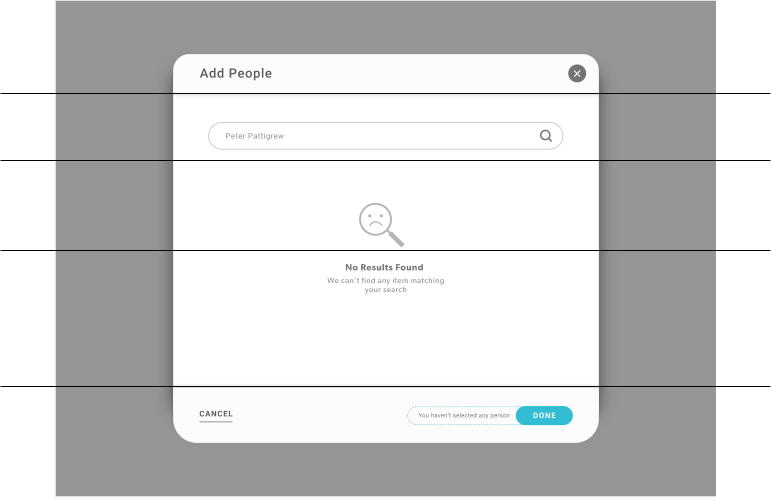 Add People
Peter Pattigrew
No Results Found
We can't find any item matching
your search
CANCEL
You haven't selected any person
DONE